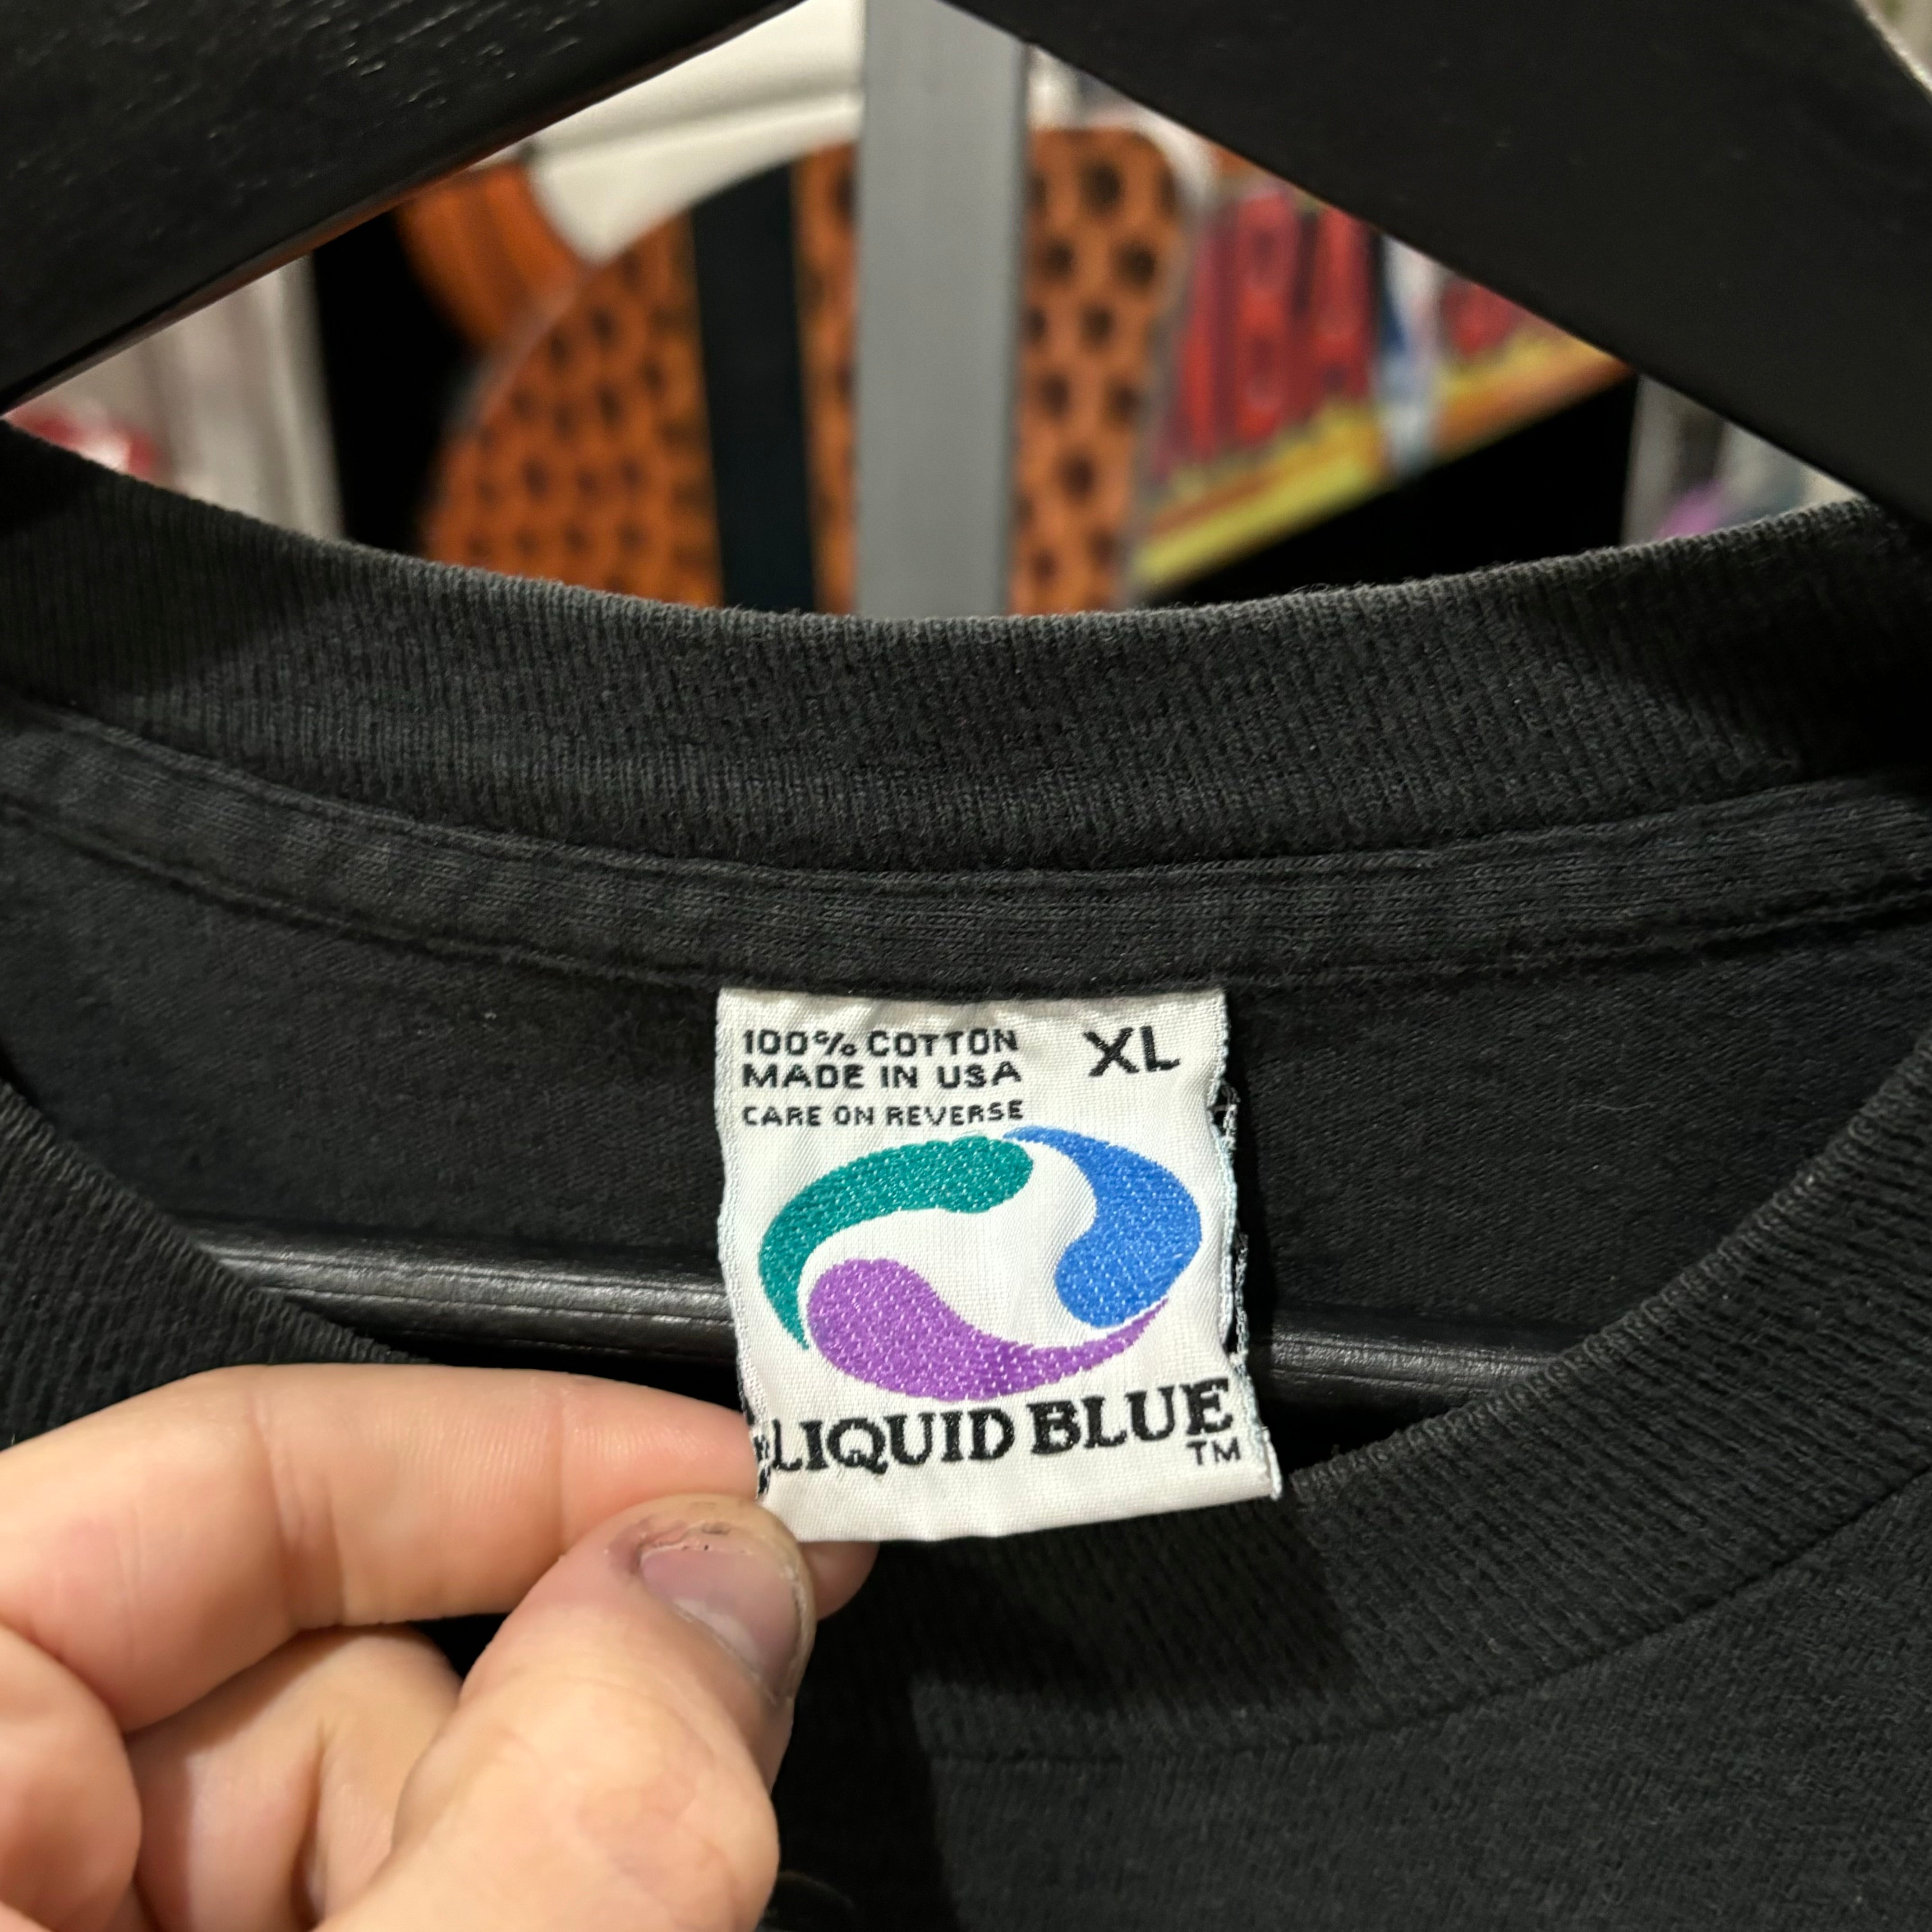 100% COTTON XL
MADE IN USA
CARE ON REVERSE
LIQUID BLUE
TM